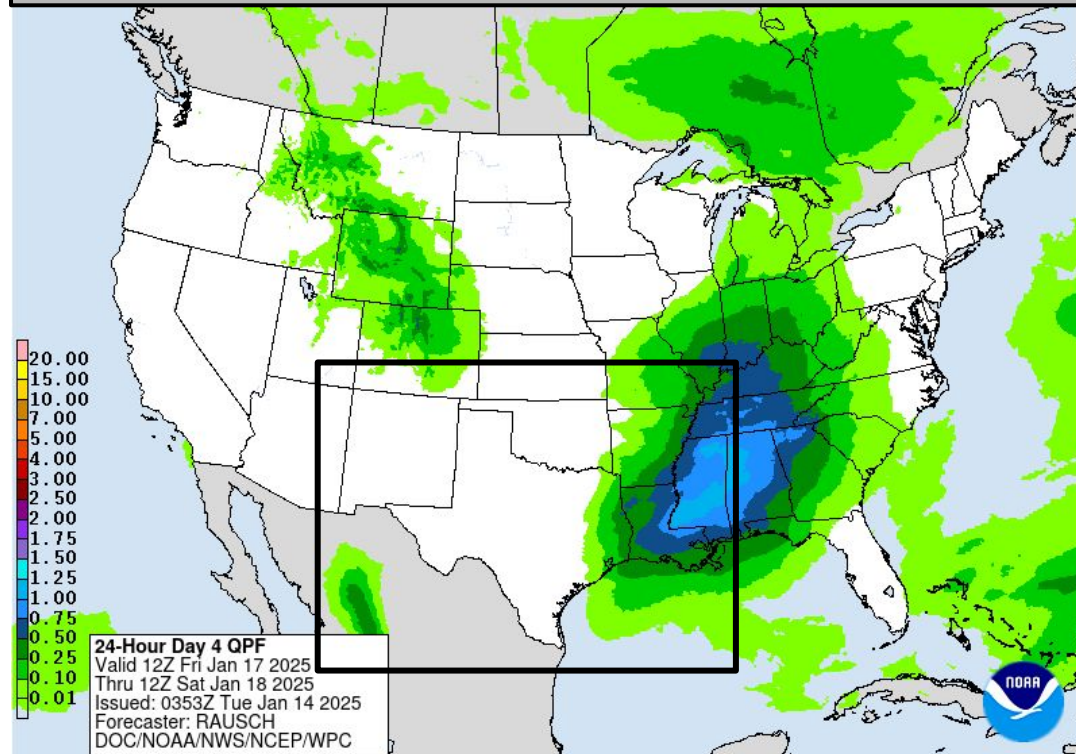 20.00
15.00
10.00
7.00
5.00
4.00
3.00
2.50
2.00
1.75
1.50
1.25
1.00
0.75
0.50
0.25
0.10
0.01
24-Hour Day 4 QPF
Valid 12Z Fri Jan 17 2025
Thru 12Z Sat Jan 18 2025
Issued: 0353Z Tue Jan 14 2025
Forecaster: RAUSCH
DOC/NOAA/NWS/NCEP/WPC
NOAA